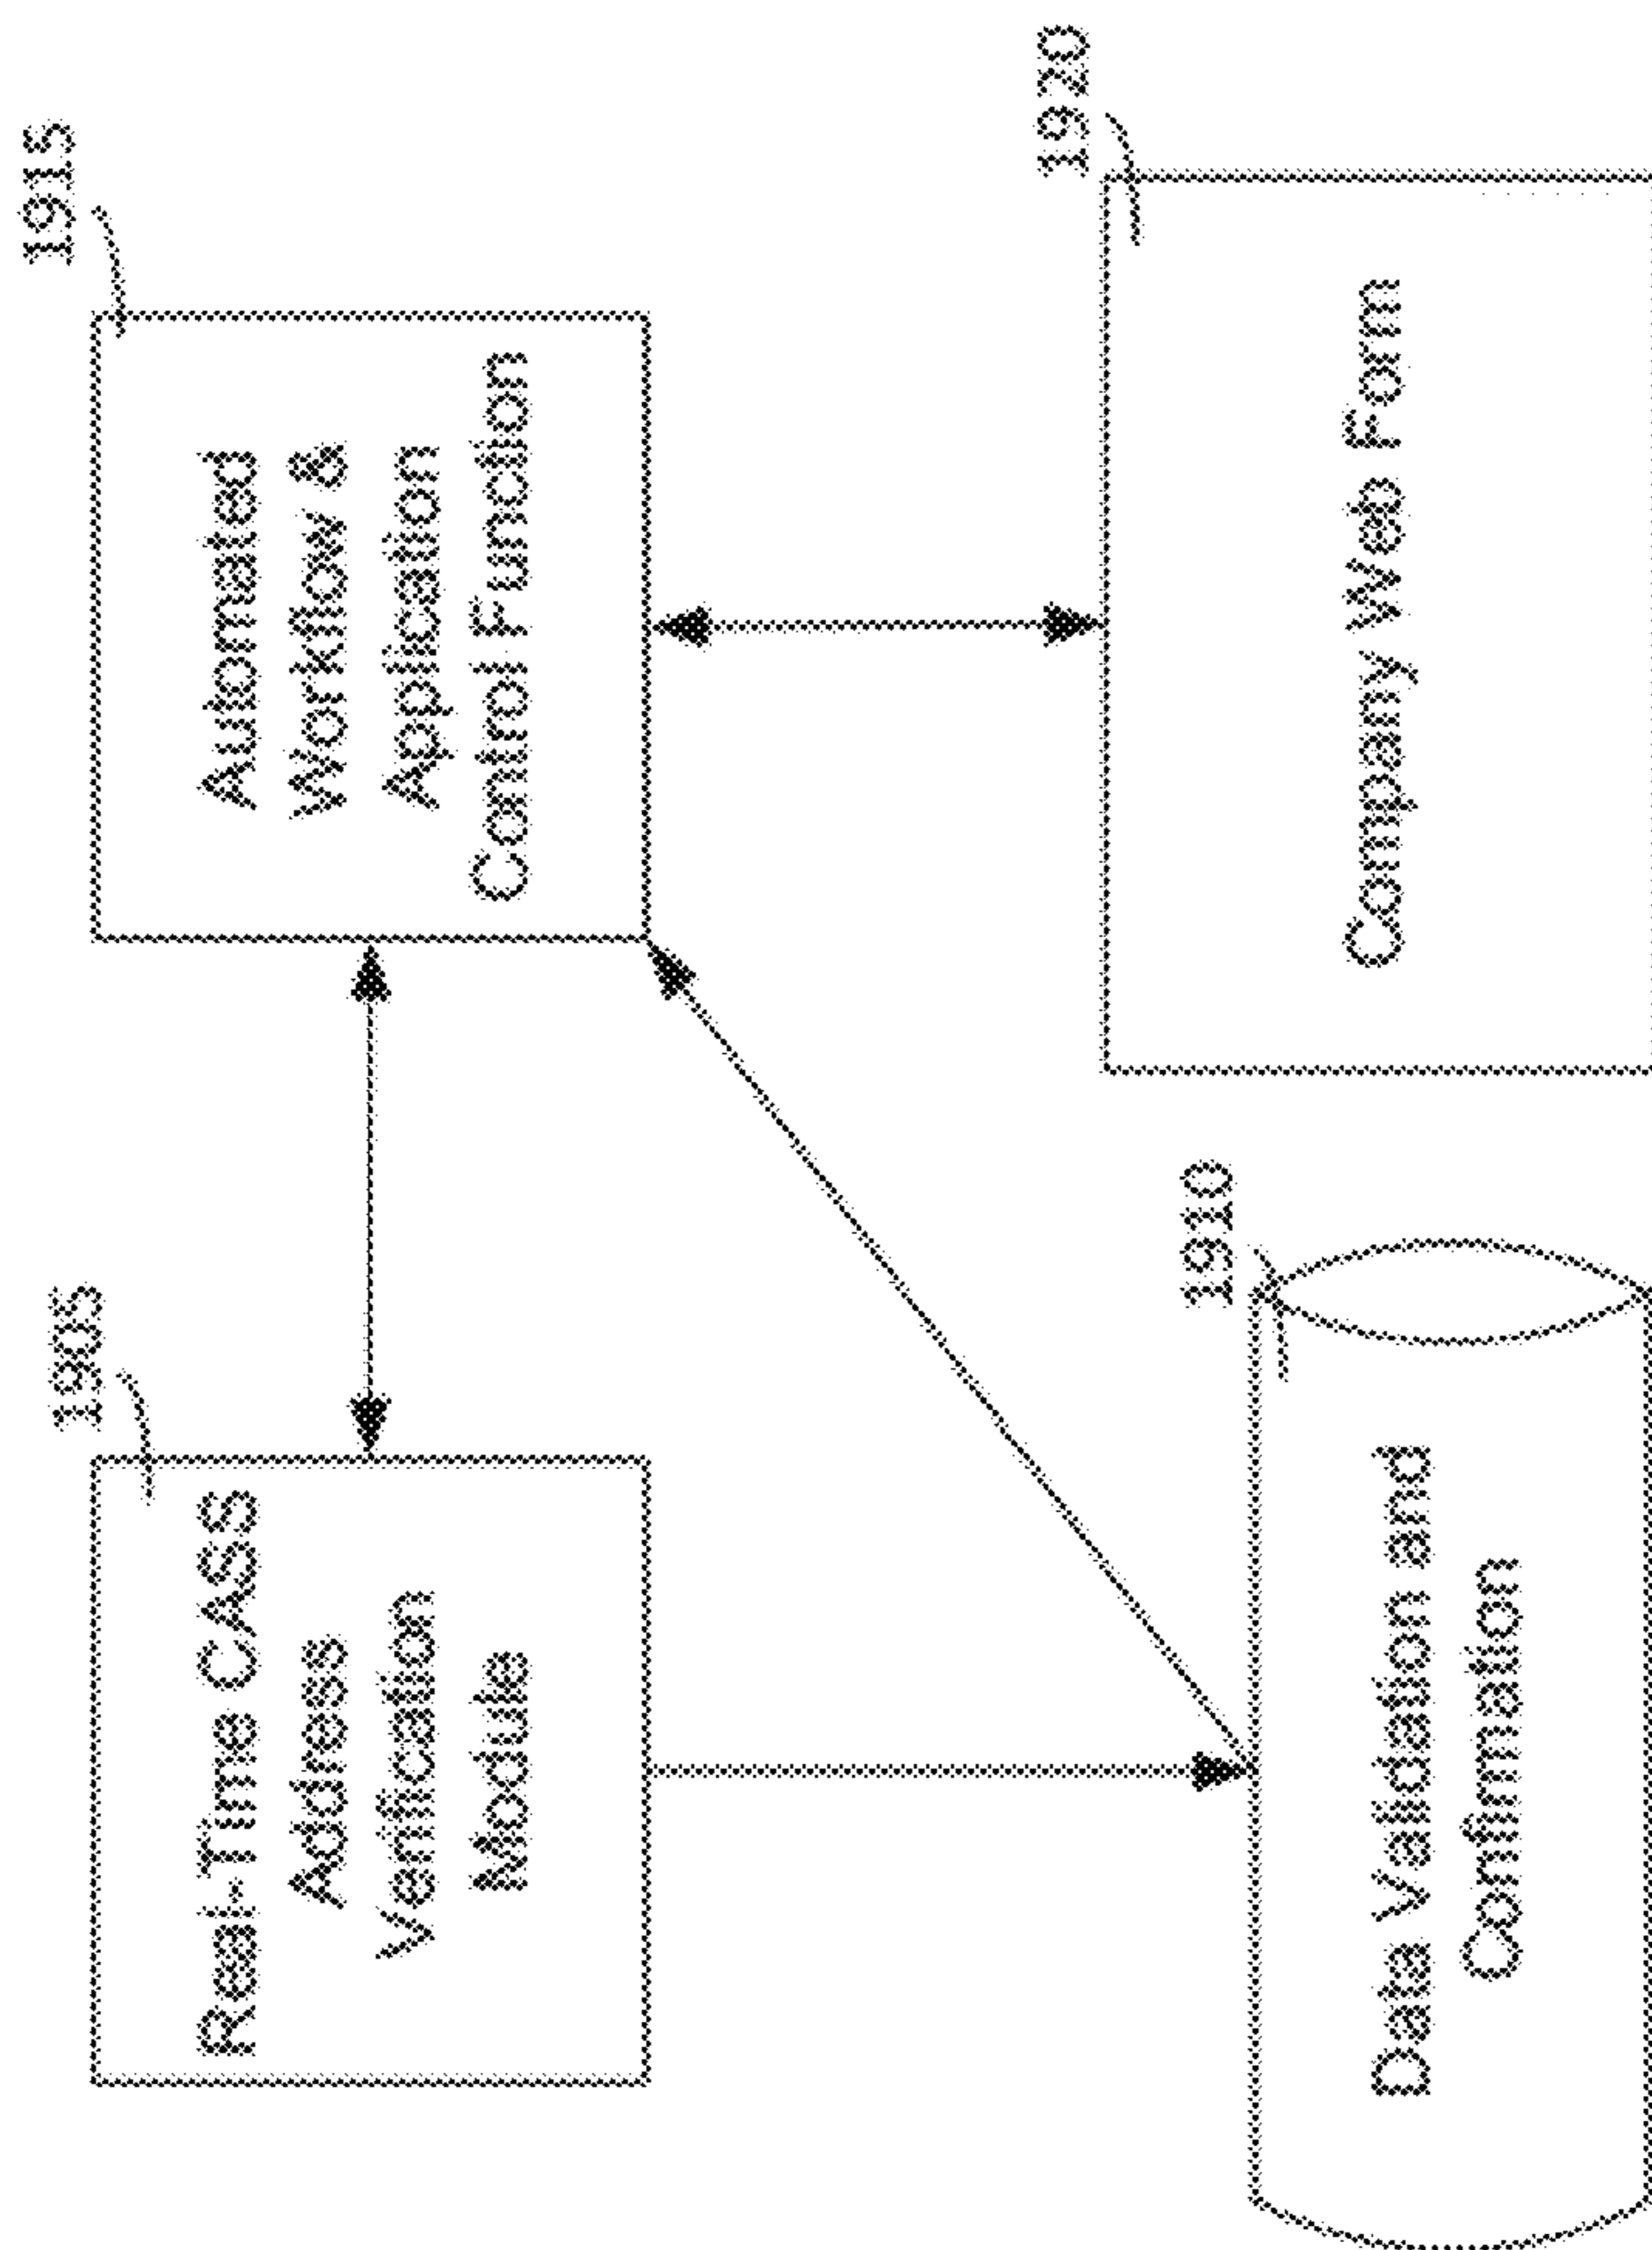 1905
Real-Time CASS
Address
Verification
Module
1915
Automated
Workflow &
Application
Control Function
1910
Data Validation and
Confirmation
1920
Company Web Form